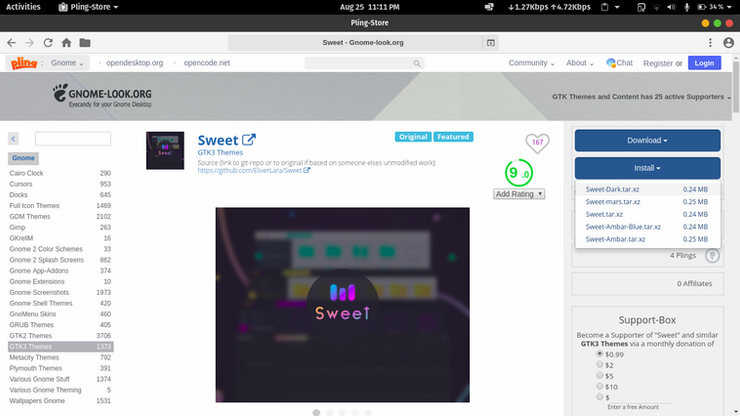 Activities Pling-Store Aug 25 11:11 PM ↓1.27Kbps ↑4.72Kbps 34%
Pling-Store
Sweet - Gnome-look.org
Pling : Gnome opendesktop.org opencode.net Community About Chat Register or Login
GNOME-LOOK.ORG
Eyecandy for your Gnome Desktop
GTK Themes and Content has 25 active Supporters
Gnome
Cairo Clock 290
Cursors 953
Docks 645
Full Icon Themes 1469
GDM Themes 2102
Gimp 263
GKrellM 16
Gnome 2 Color Schemes 33
Gnome 2 Splash Screens 862
Gnome App-Addons 374
Gnome Extensions 10
Gnome Screenshots 1973
Gnome Shell Themes 420
GnoMenu Skins 460
GRUB Themes 405
GTK2 Themes 3706
GTK3 Themes 1373
Metacity Themes 792
Plymouth Themes 391
Various Gnome Stuff 1374
Various Gnome Theming 5
Wallpapers Gnome 1531
Sweet
GTK3 Themes
Source (link to git-repo or to original if based on someone elses unmodified work):
https://github.com/EliverLara/Sweet
Original Featured
167
9.0
Add Rating
Sweet
Download
Install
Sweet-Dark.tar.xz 0.24 MB
Sweet-mars.tar.xz 0.25 MB
Sweet.tar.xz 0.24 MB
Sweet-Ambar-Blue.tar.xz 0.24 MB
Sweet-Ambar.tar.xz 0.25 MB
4 Plings ?
0 Affiliates
Support-Box
Become a Supporter of "Sweet" and similar
GTK3 Themes via a monthly donation of
$0.99
$2
$5
$10
$
Enter a free Amount